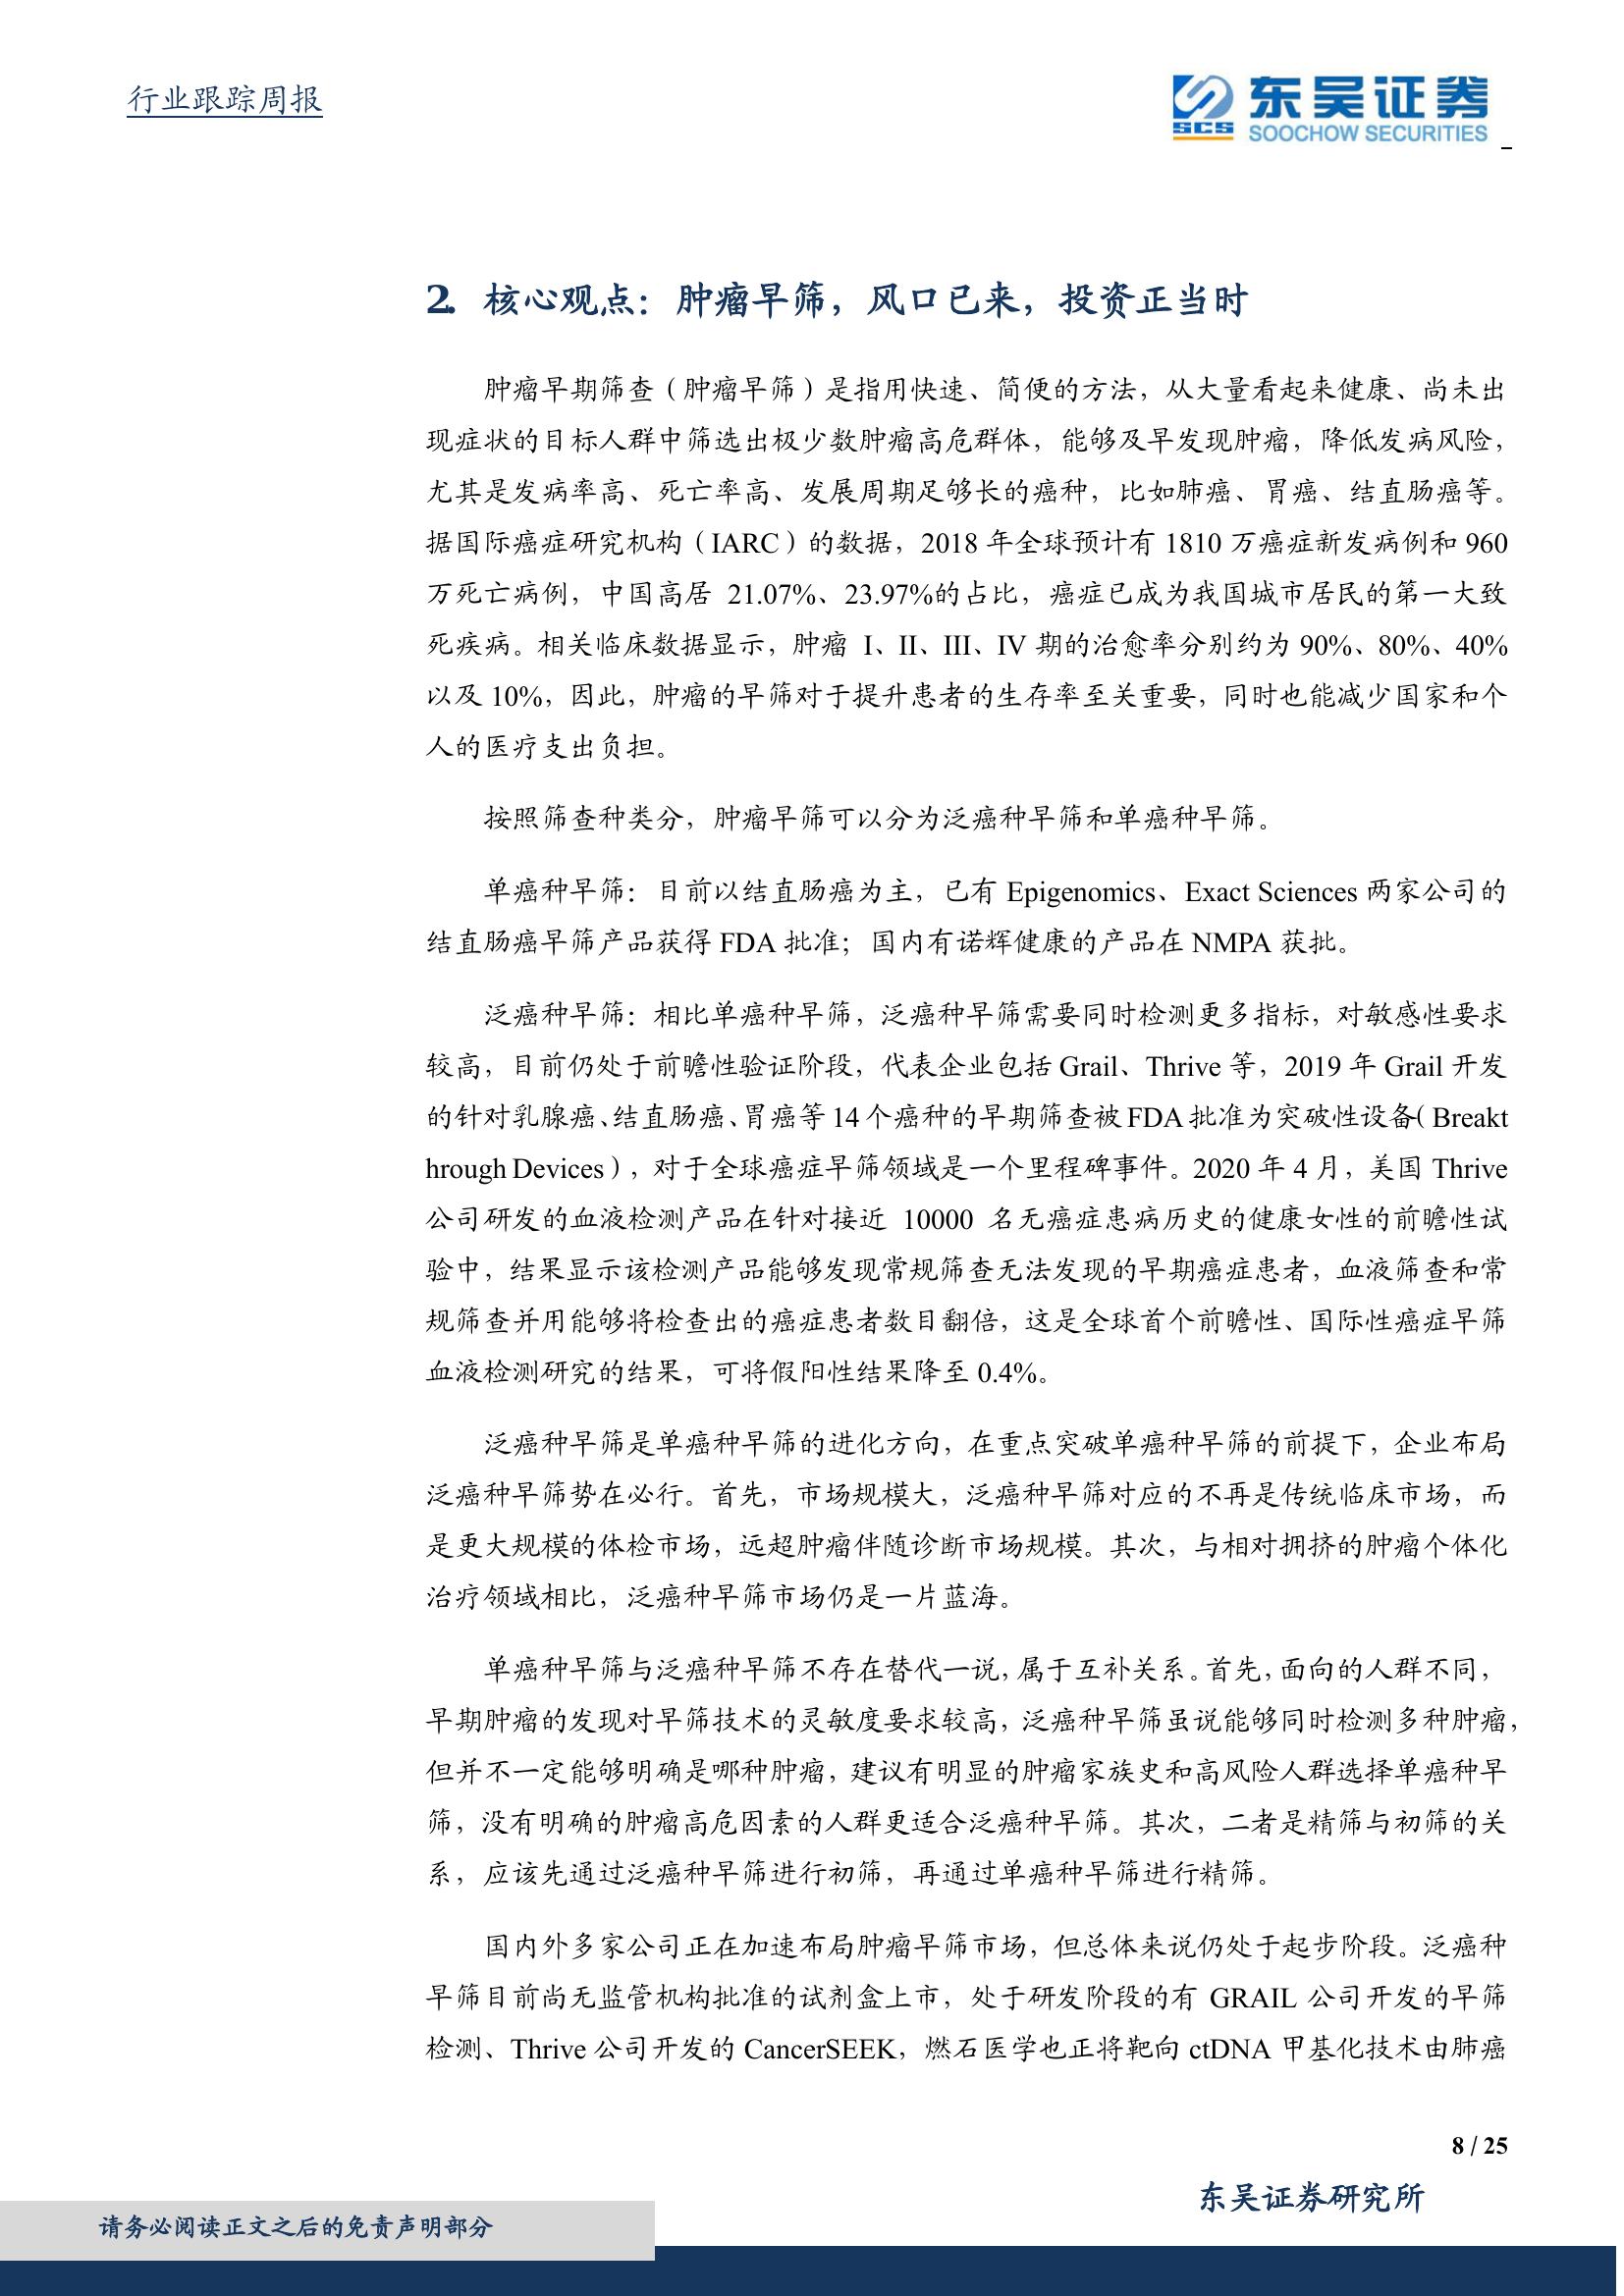 行业跟踪周报
SCS
东吴证券
SOOCHOW SECURITIES
2. 核心观点：肿瘤早筛，风口已来，投资正当时
肿瘤早期筛查（肿瘤早筛）是指用快速、简便的方法，从大量看起来健康、尚未出
现症状的目标人群中筛选出极少数肿瘤高危群体，能够及早发现肿瘤，降低发病风险，
尤其是发病率高、死亡率高、发展周期足够长的癌种，比如肺癌、胃癌、结直肠癌等。
据国际癌症研究机构（IARC）的数据，2018 年全球预计有 1810 万癌症新发病例和 960
万死亡病例，中国高居 21.07%、23.97%的占比，癌症已成为我国城市居民的第一大致
死疾病。相关临床数据显示，肿瘤 I、II、III、IV 期的治愈率分别约为 90%、80%、40%
以及 10%，因此，肿瘤的早筛对于提升患者的生存率至关重要，同时也能减少国家和个
人的医疗支出负担。
按照筛查种类分，肿瘤早筛可以分为泛癌种早筛和单癌种早筛。
单癌种早筛：目前以结直肠癌为主，已有 Epigenomics、Exact Sciences 两家公司的
结直肠癌早筛产品获得 FDA 批准；国内有诺辉健康的产品在 NMPA 获批。
泛癌种早筛：相比单癌种早筛，泛癌种早筛需要同时检测更多指标，对敏感性要求
较高，目前仍处于前瞻性验证阶段，代表企业包括 Grail、Thrive 等，2019 年 Grail 开发
的针对乳腺癌、结直肠癌、胃癌等 14 个癌种的早期筛查被 FDA 批准为突破性设备（Breakt
hrough Devices），对于全球癌症早筛领域是一个里程碑事件。2020 年 4 月，美国 Thrive
公司研发的血液检测产品在针对接近 10000 名无癌症患病历史的健康女性的前瞻性试
验中，结果显示该检测产品能够发现常规筛查无法发现的早期癌症患者，血液筛查和常
规筛查并用能够将检查出的癌症患者数目翻倍，这是全球首个前瞻性、国际性癌症早筛
血液检测研究的结果，可将假阳性结果降至 0.4%。
泛癌种早筛是单癌种早筛的进化方向，在重点突破单癌种早筛的前提下，企业布局
泛癌种早筛势在必行。首先，市场规模大，泛癌种早筛对应的不再是传统临床市场，而
是更大规模的体检市场，远超肿瘤伴随诊断市场规模。其次，与相对拥挤的肿瘤个体化
治疗领域相比，泛癌种早筛市场仍是一片蓝海。
单癌种早筛与泛癌种早筛不存在替代一说，属于互补关系。首先，面向的人群不同，
早期肿瘤的发现对早筛技术的灵敏度要求较高，泛癌种早筛虽说能够同时检测多种肿瘤，
但并不一定能够明确是哪种肿瘤，建议有明显的肿瘤家族史和高风险人群选择单癌种早
筛，没有明确的肿瘤高危因素的人群更适合泛癌种早筛。其次，二者是精筛与初筛的关
系，应该先通过泛癌种早筛进行初筛，再通过单癌种早筛进行精筛。
国内外多家公司正在加速布局肿瘤早筛市场，但总体来说仍处于起步阶段。泛癌种
早筛目前尚无监管机构批准的试剂盒上市，处于研发阶段的有 GRAIL 公司开发的早筛
检测、Thrive 公司开发的 CancerSEEK，燃石医学也正将靶向 ctDNA 甲基化技术由肺癌
8 / 25
东吴证券研究所
请务必阅读正文之后的免责声明部分